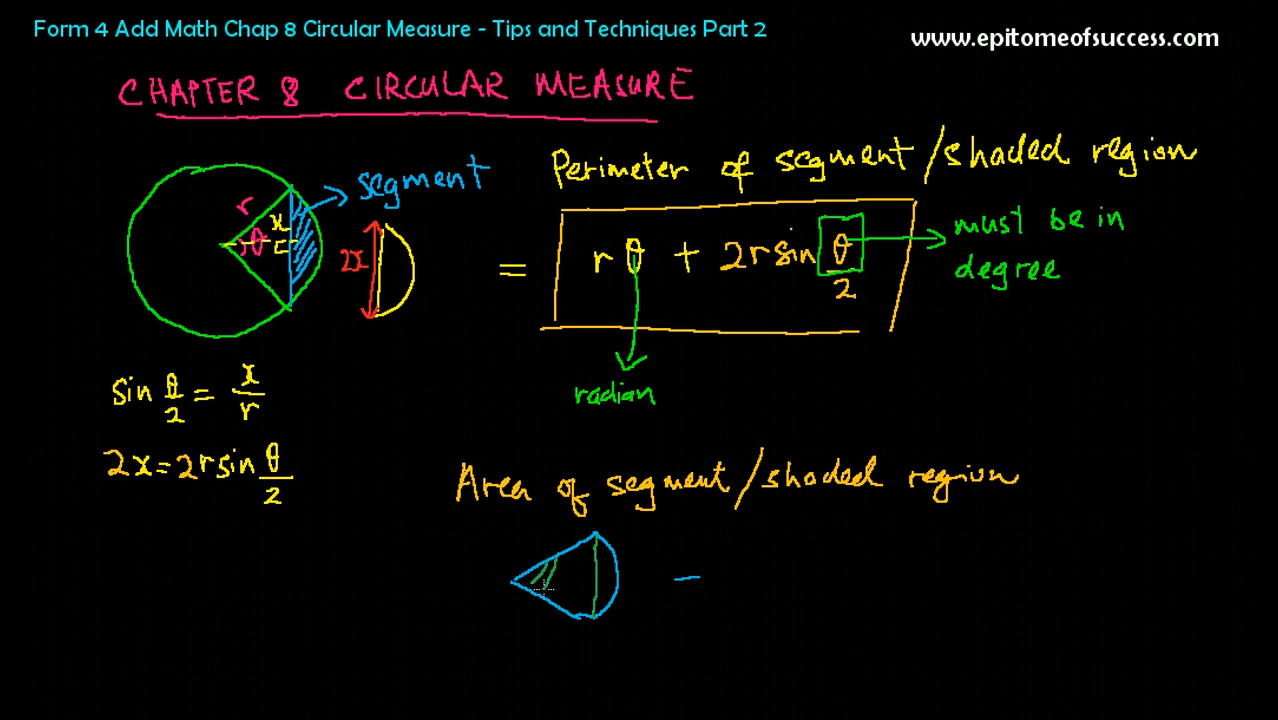 Form 4 Add Math Chap 8 Circular Measure - Tips and Techniques Part 2
www.epitomeofsuccess.com
CHAPTER 8 CIRCULAR MEASURE
Perimeter of segment/shaded region
segment
r
x
θ
2x
= rθ + 2r sin θ/2
must be in
degree
radian
sin θ/2 = x/r
2x = 2r sin θ/2
Area of segment/shaded region
-